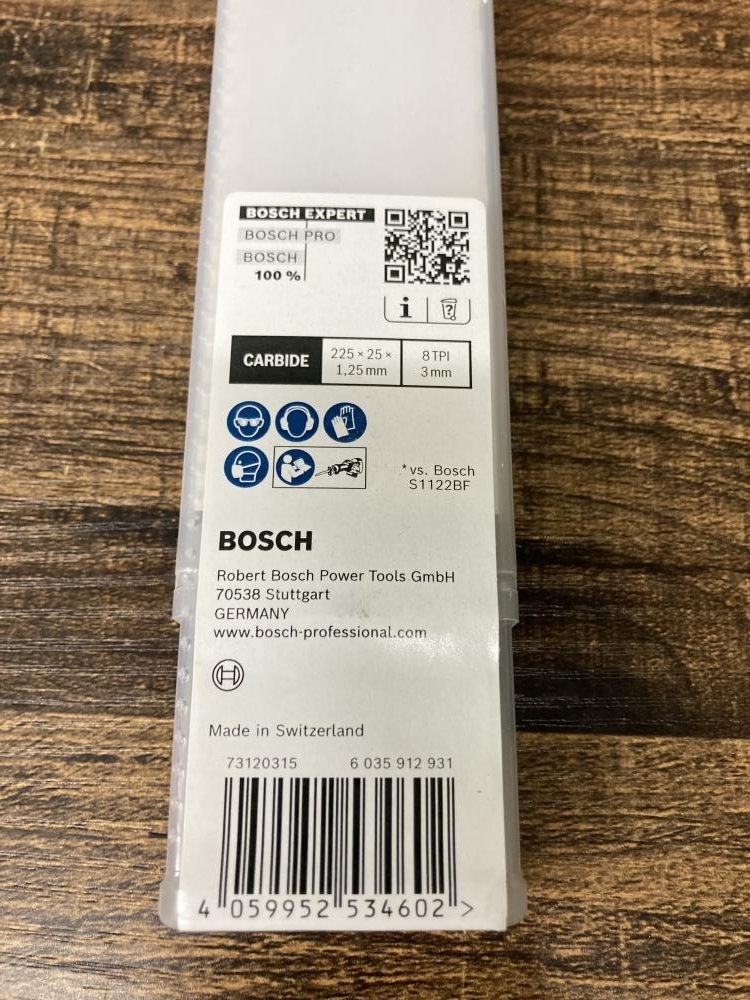 BOSCH EXPERT
BOSCH PRO
BOSCH
100 %
i
?
CARBIDE
225 × 25 ×
1,25 mm
8 TPI
3 mm
* vs. Bosch
S1122BF
BOSCH
Robert Bosch Power Tools GmbH
70538 Stuttgart
GERMANY
www.bosch-professional.com
Made in Switzerland
73120315 6 035 912 931
4 059952 534602 >